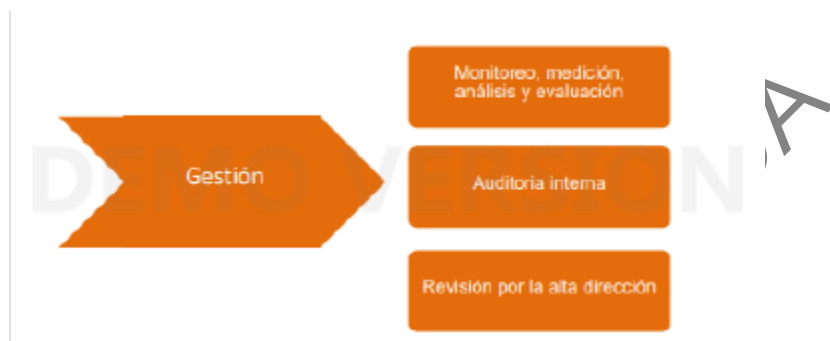 Monitoreo, medición,
análisis y evaluación
Gestión
Auditoria interna
Revisión por la alta dirección
DEMO VERSION